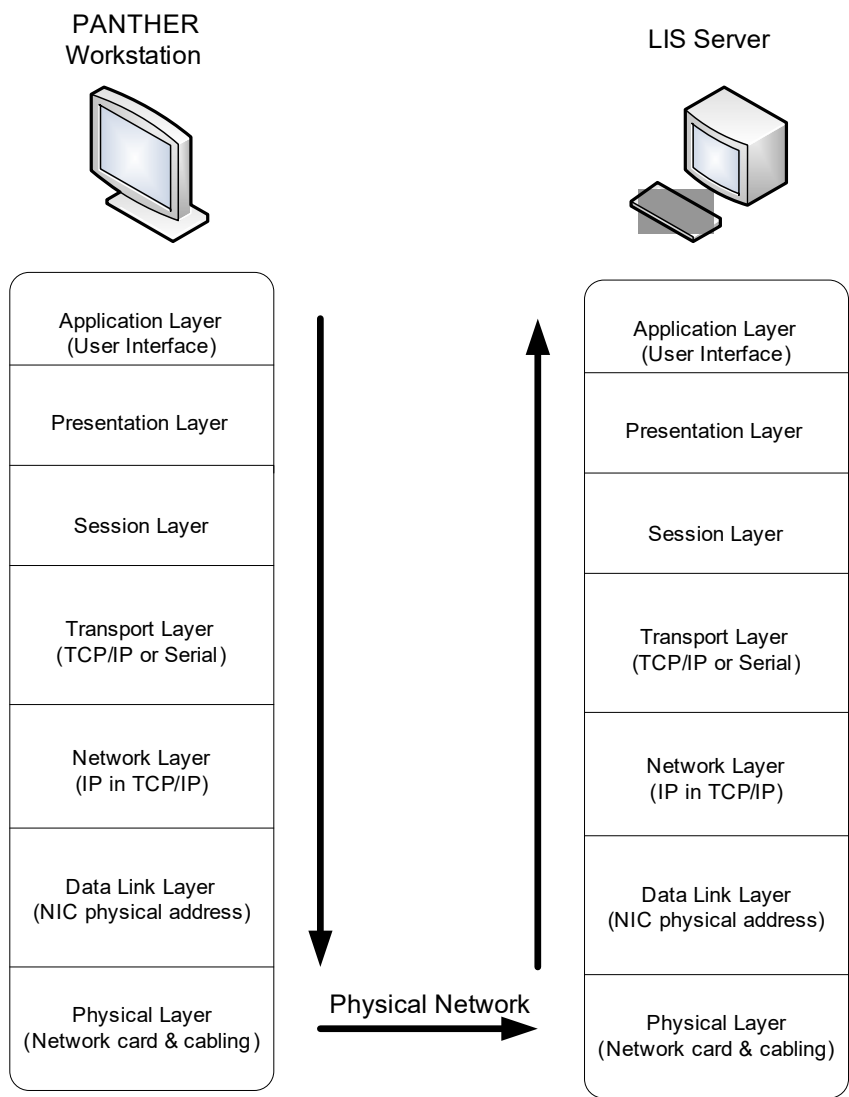 PANTHER
Workstation
LIS Server
Application Layer
(User Interface)
Presentation Layer
Session Layer
Transport Layer
(TCP/IP or Serial)
Network Layer
(IP in TCP/IP)
Data Link Layer
(NIC physical address)
Physical Layer
(Network card & cabling)
Physical Network
Application Layer
(User Interface)
Presentation Layer
Session Layer
Transport Layer
(TCP/IP or Serial)
Network Layer
(IP in TCP/IP)
Data Link Layer
(NIC physical address)
Physical Layer
(Network card & cabling)